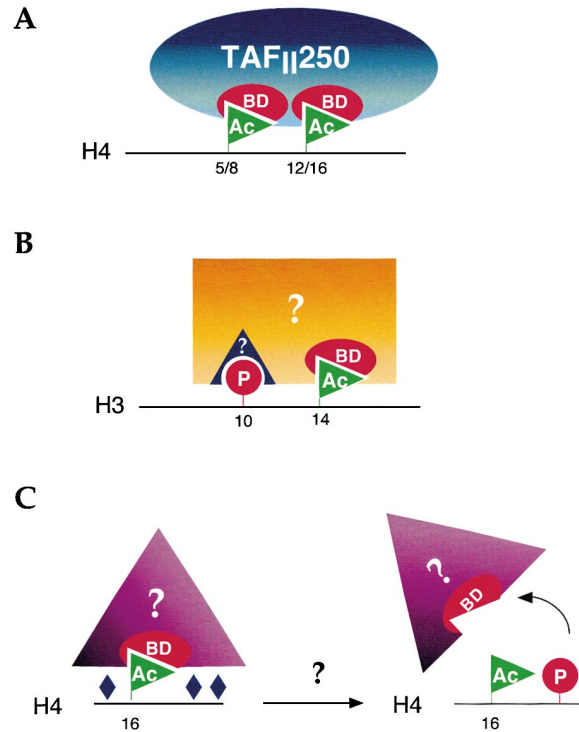 A
TAFII250
BD BD
Ac Ac
H4
5/8 12/16
B
?
? BD
P Ac
H3
10 14
C
? ?
BD BD
Ac ? Ac P
H4 H4
16 16